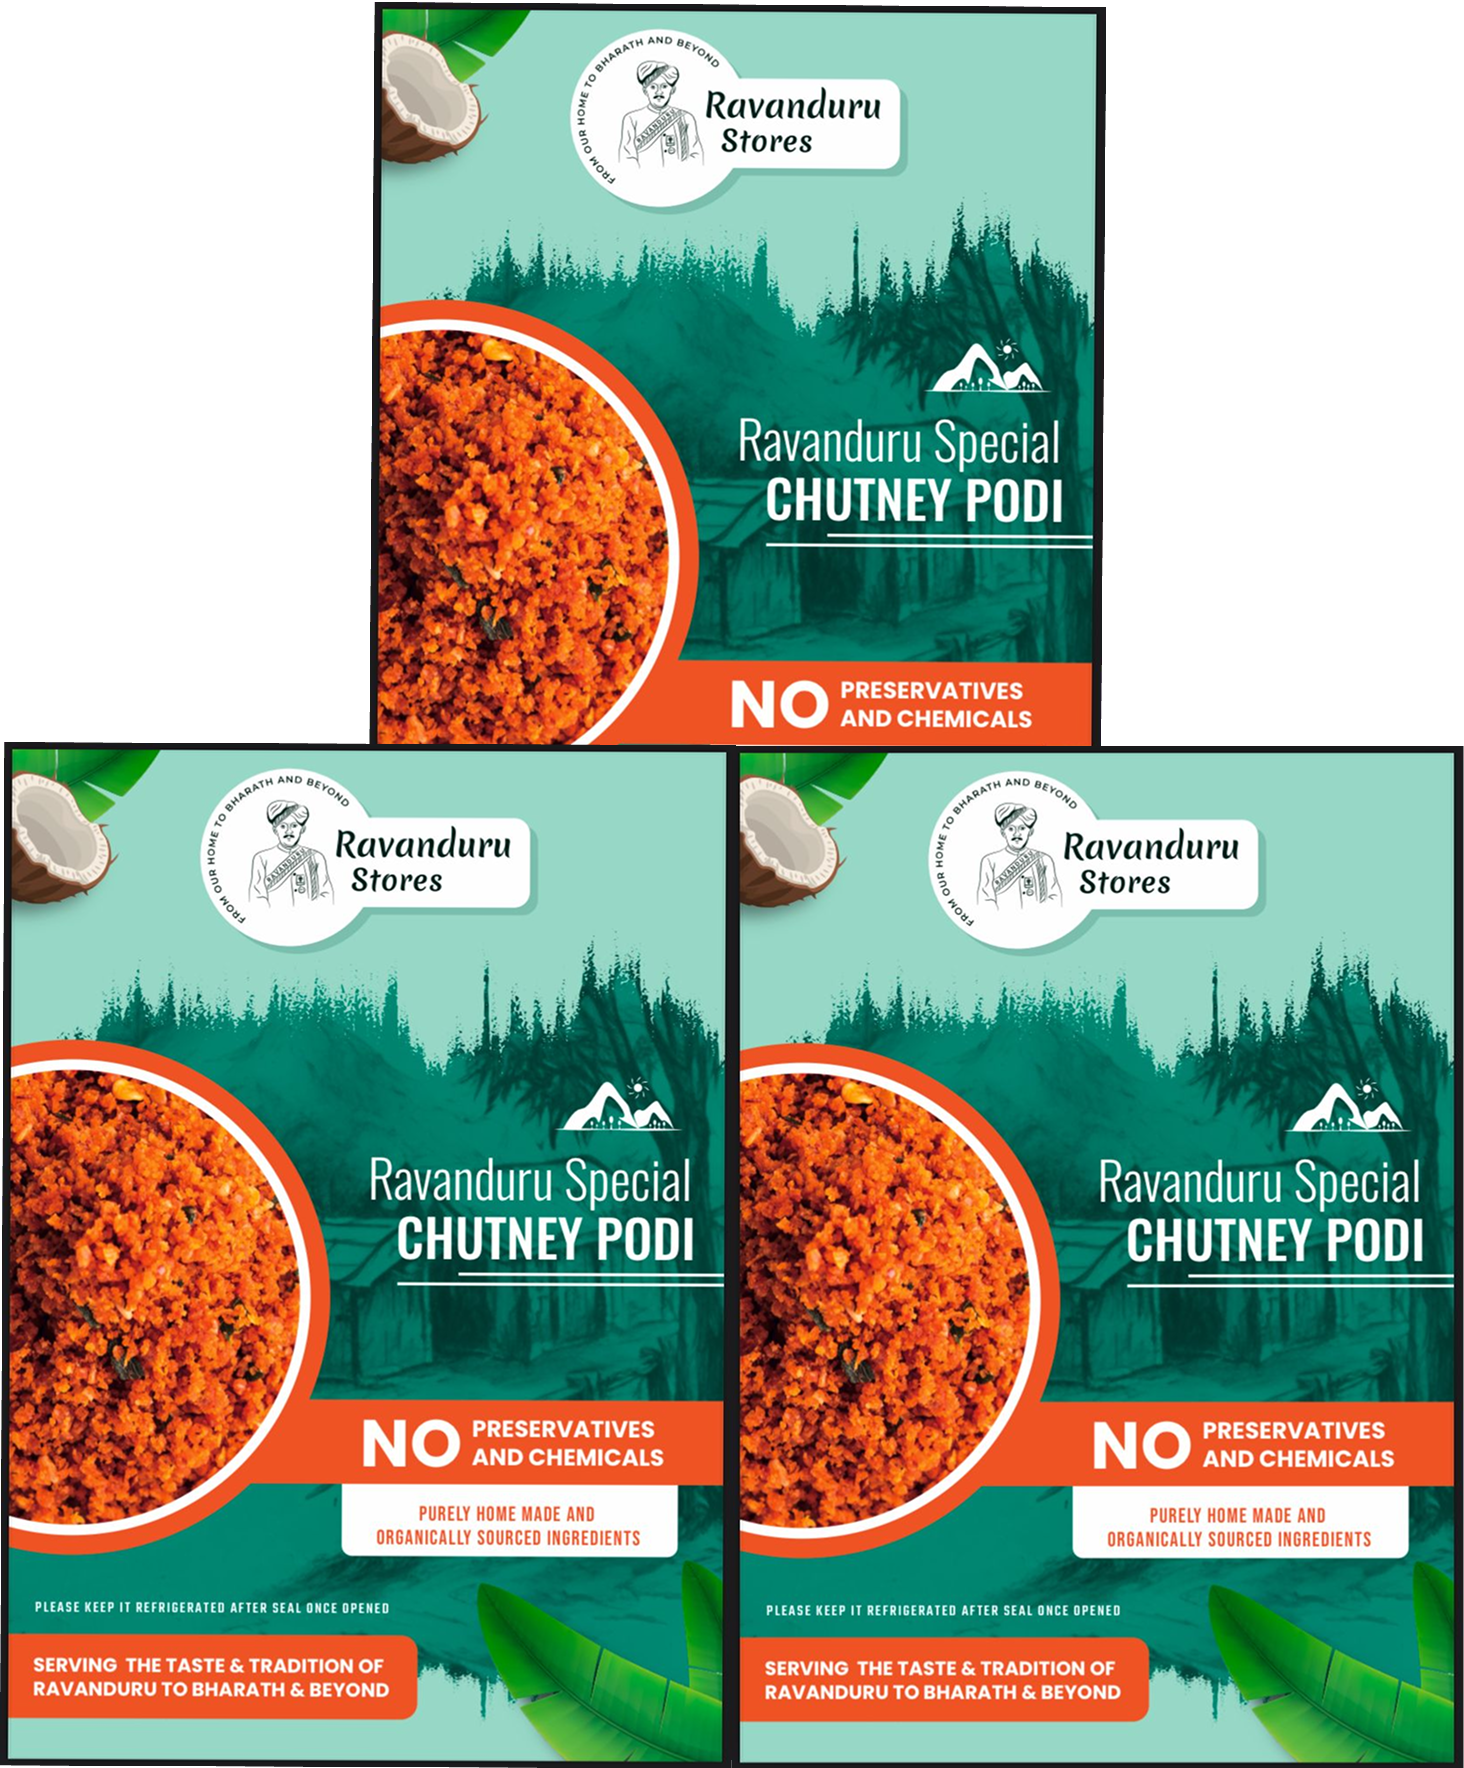 FROM OUR HOME TO BHARATH AND BEYOND
RAVANDURU
Ravanduru
Stores
Ravanduru Special
CHUTNEY PODI
NO PRESERVATIVES
AND CHEMICALS
FROM OUR HOME TO BHARATH AND BEYOND
RAVANDURU
Ravanduru
Stores
Ravanduru Special
CHUTNEY PODI
NO PRESERVATIVES
AND CHEMICALS
PURELY HOME MADE AND
ORGANICALLY SOURCED INGREDIENTS
PLEASE KEEP IT REFRIGERATED AFTER SEAL ONCE OPENED
SERVING THE TASTE & TRADITION OF
RAVANDURU TO BHARATH & BEYOND
FROM OUR HOME TO BHARATH AND BEYOND
RAVANDURU
Ravanduru
Stores
Ravanduru Special
CHUTNEY PODI
NO PRESERVATIVES
AND CHEMICALS
PURELY HOME MADE AND
ORGANICALLY SOURCED INGREDIENTS
PLEASE KEEP IT REFRIGERATED AFTER SEAL ONCE OPENED
SERVING THE TASTE & TRADITION OF
RAVANDURU TO BHARATH & BEYOND